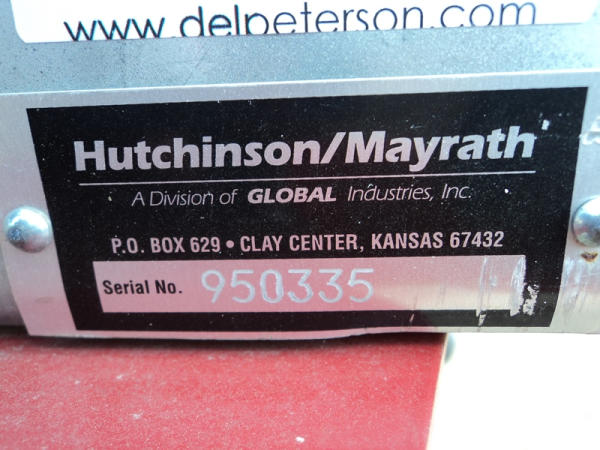 www.delpeterson.com
Hutchinson/Mayrath
A Division of GLOBAL Industries, Inc.
P.O. BOX 629 • CLAY CENTER, KANSAS 67432
Serial No. 950335